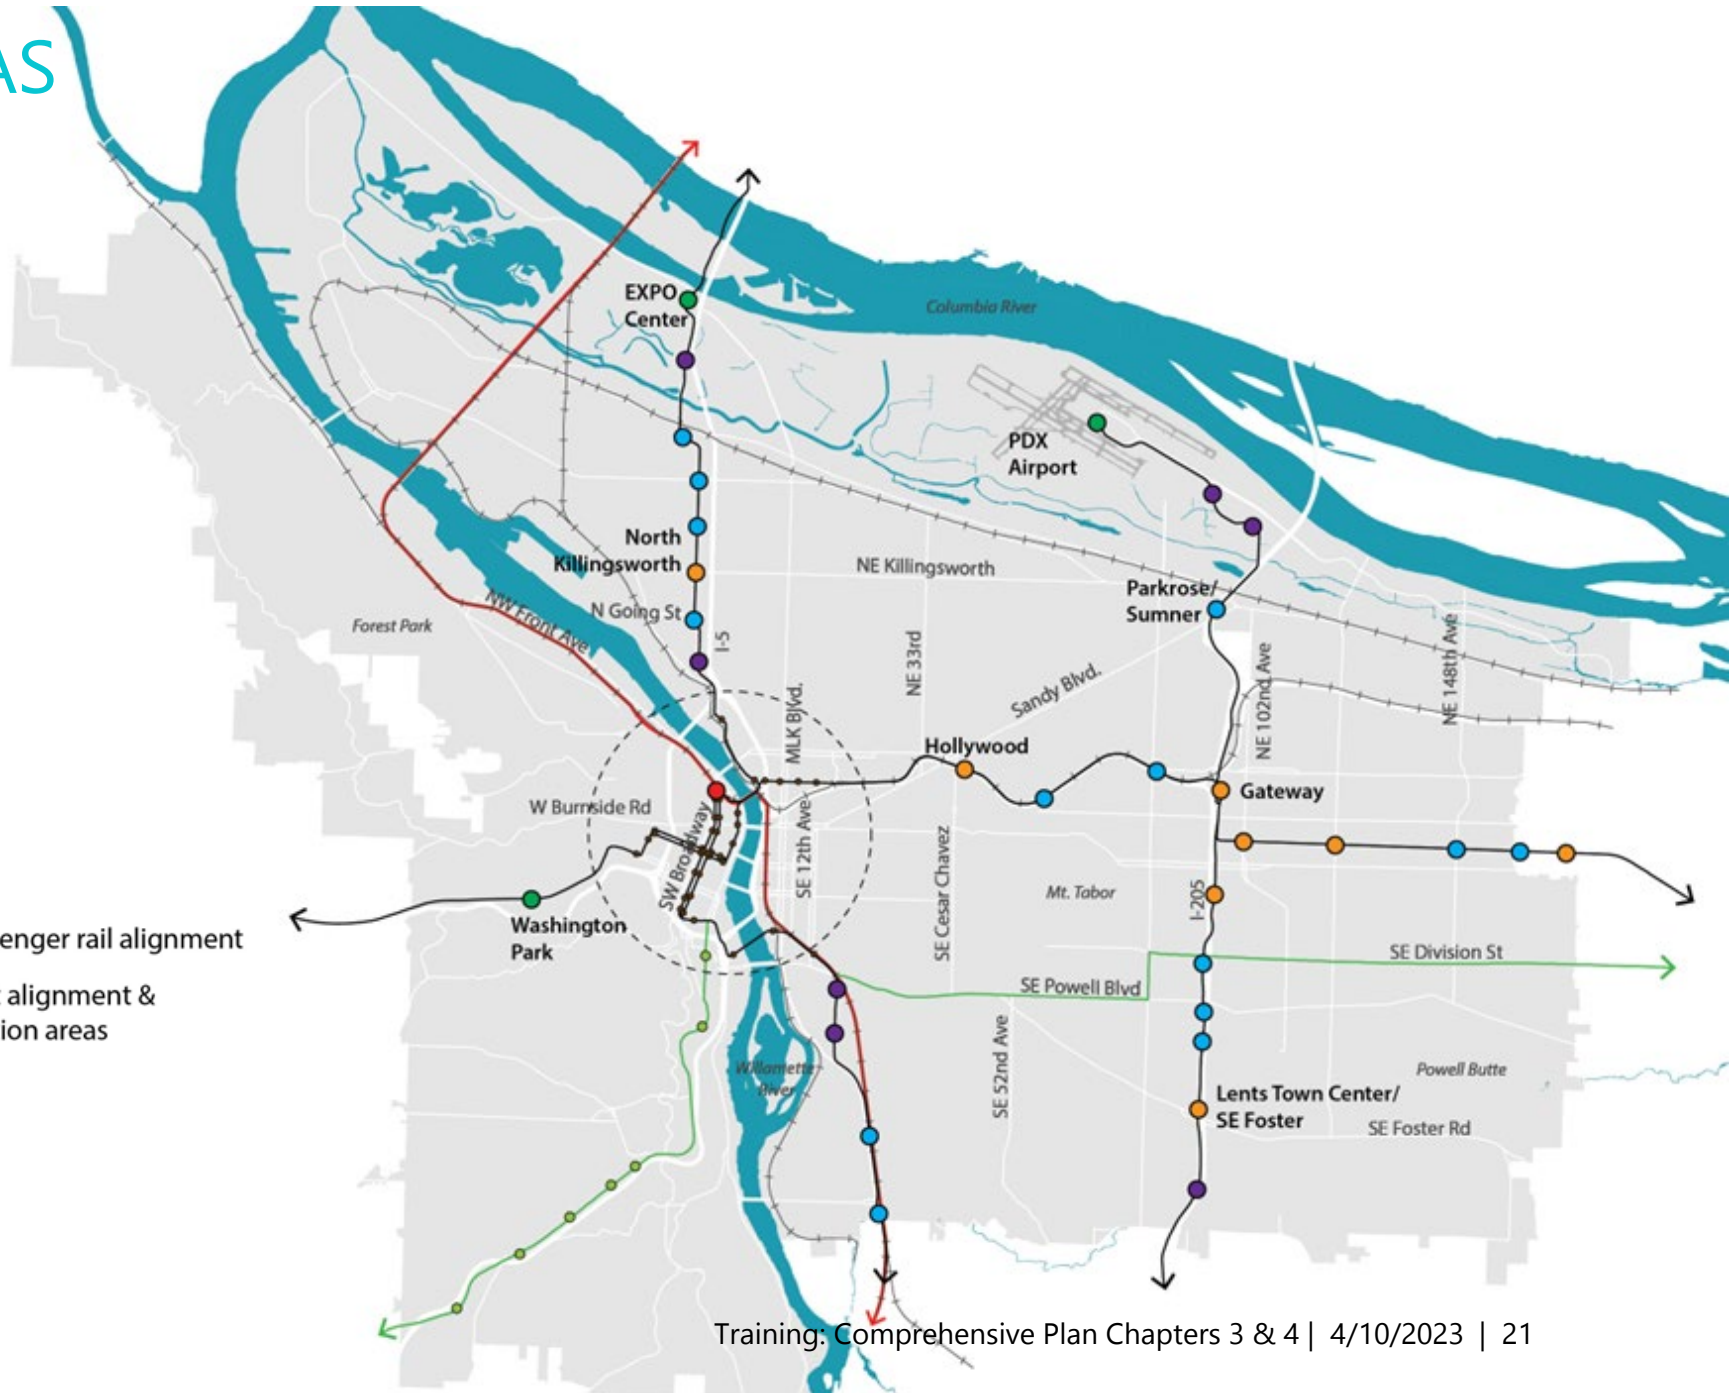 AS
EXPO
Center
Columbia River
PDX
Airport
North
Killingsworth
NE Killingsworth
N Going St
NW Front Ave
Forest Park
Parkrose/
Sumner
I-5
NE 33rd
NE 102nd Ave
NE 148th Ave
MLK Blvd.
Sandy Blvd.
Hollywood
Gateway
W Burnside Rd
SW Broadway
SE 12th Ave
SE Cesar Chavez
Mt. Tabor
I-205
Washington
Park
enger rail alignment
alignment &
ion areas
SE Division St
SE Powell Blvd
SE 52nd Ave
Willamette
River
Powell Butte
Lents Town Center/
SE Foster
SE Foster Rd
Training: Comprehensive Plan Chapters 3 & 4 | 4/10/2023 | 21